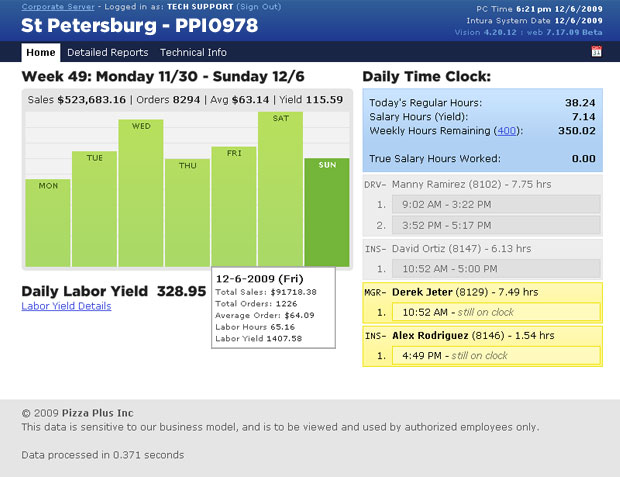 Corporate Server - Logged in as: TECH SUPPORT (Sign Out)
PC Time 6:21 pm 12/6/2009
St Petersburg - PPI0978
Intura System Date 12/6/2009
Vision 4.20.12 : web 7.17.09 Beta
Home Detailed Reports Technical Info
Week 49: Monday 11/30 - Sunday 12/6
Sales $523,683.16 | Orders 8294 | Avg $63.14 | Yield 115.59
MON
TUE
WED
THU
FRI
SAT
SUN
12-6-2009 (Fri)
Total Sales: $91718.38
Total Orders: 1226
Average Order: $64.09
Labor Hours 65.16
Labor Yield 1407.58
Daily Labor Yield 328.95
Labor Yield Details
Daily Time Clock:
Today's Regular Hours: 38.24
Salary Hours (Yield): 7.14
Weekly Hours Remaining (400): 350.02
True Salary Hours Worked: 0.00
DRV- Manny Ramirez (8102) - 7.75 hrs
1. 9:02 AM - 3:22 PM
2. 3:52 PM - 5:17 PM
INS- David Ortiz (8147) - 6.13 hrs
1. 10:52 AM - 5:00 PM
MGR- Derek Jeter (8129) - 7.49 hrs
1. 10:52 AM - still on clock
INS- Alex Rodriguez (8146) - 1.54 hrs
1. 4:49 PM - still on clock
© 2009 Pizza Plus Inc
This data is sensitive to our business model, and is to be viewed and used by authorized employees only.
Data processed in 0.371 seconds